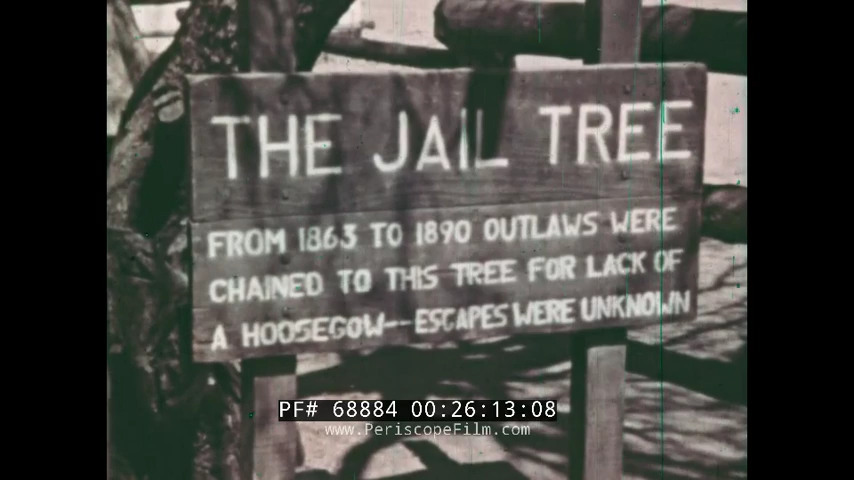 THE JAIL TREE
FROM 1863 TO 1890 OUTLAWS WERE
CHAINED TO THIS TREE FOR LACK OF
A HOOSEGOW--ESCAPES WERE UNKNOWN
PF# 68884 00:26:13:08
www.PeriscopeFilm.com